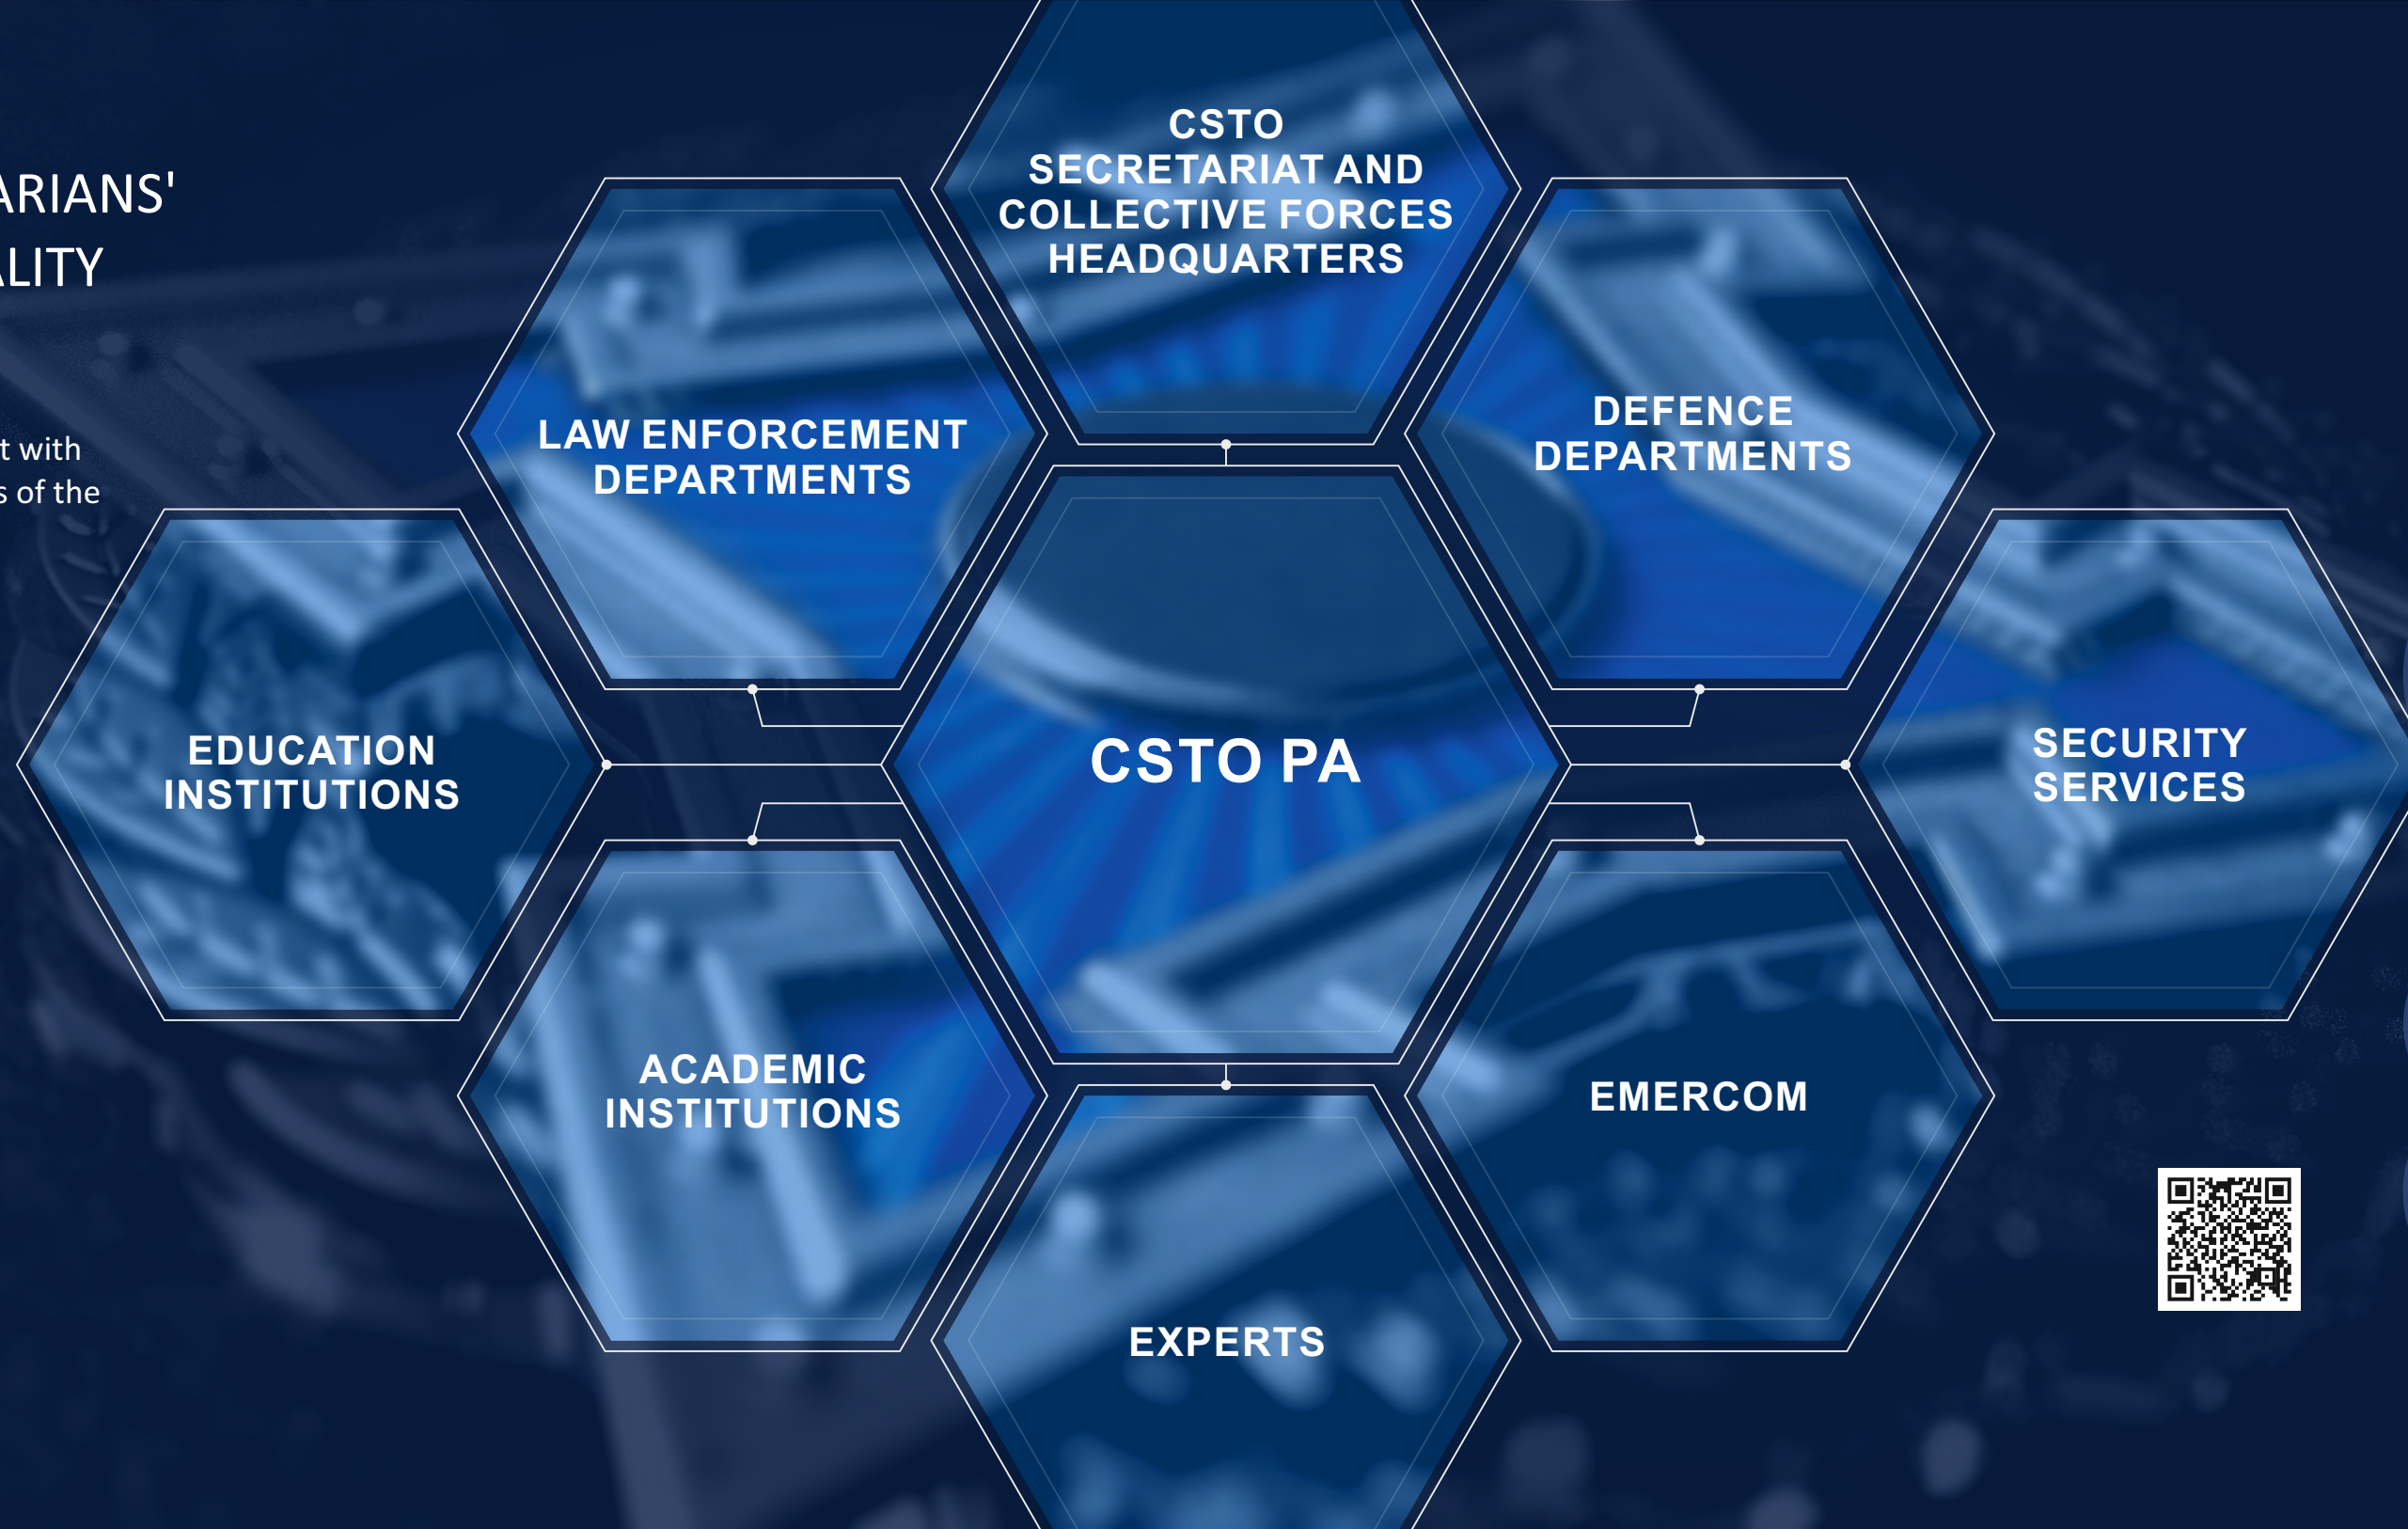 ARIANS'
ALITY
t with
s of the
CSTO
SECRETARIAT AND
COLLECTIVE FORCES
HEADQUARTERS
LAW ENFORCEMENT
DEPARTMENTS
DEFENCE
DEPARTMENTS
EDUCATION
INSTITUTIONS
CSTO PA
SECURITY
SERVICES
ACADEMIC
INSTITUTIONS
EMERCOM
EXPERTS